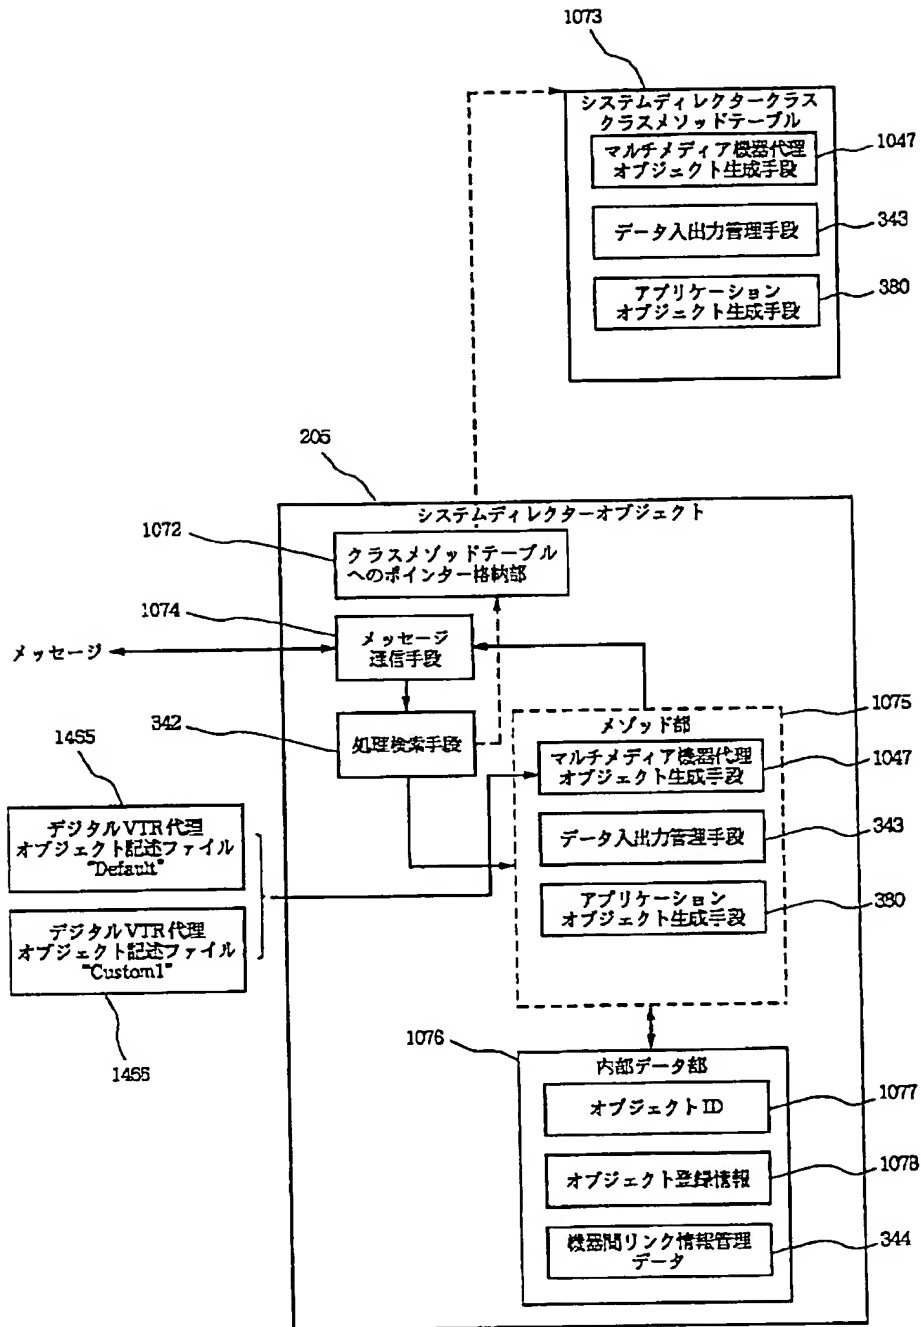 1073
システムディレクタークラス
クラスメソッドテーブル
マルチメディア機器代理
オブジェクト生成手段
1047
データ入出力管理手段
343
アプリケーション
オブジェクト生成手段
380
205
システムディレクターオブジェクト
1072
クラスメソッドテーブル
へのポインター格納部
1074
メッセージ
通信手段
メッセージ
342
処理検索手段
1075
メソッド部
マルチメディア機器代理
オブジェクト生成手段
1047
データ入出力管理手段
343
アプリケーション
オブジェクト生成手段
380
1455
デジタルVTR代理
オブジェクト記述ファイル
"Default"
デジタルVTR代理
オブジェクト記述ファイル
"Custom1"
1455
1076
内部データ部
オブジェクトID
1077
オブジェクト登録情報
1078
機器間リンク情報管理
データ
344